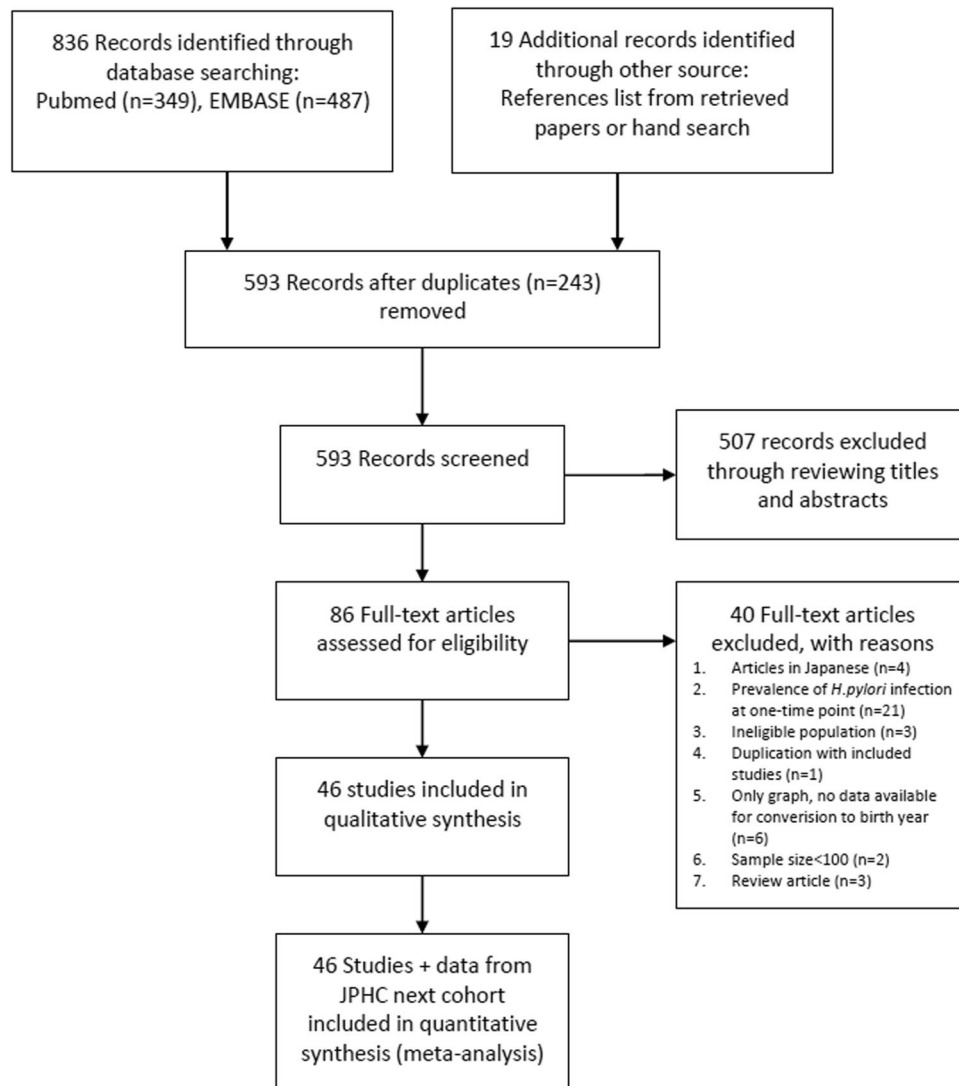 836 Records identified through
database searching:
Pubmed (n=349), EMBASE (n=487)
19 Additional records identified
through other source:
References list from retrieved
papers or hand search
593 Records after duplicates (n=243)
removed
593 Records screened
507 records excluded
through reviewing titles
and abstracts
86 Full-text articles
assessed for eligibility
40 Full-text articles
excluded, with reasons
1. Articles in Japanese (n=4)
2. Prevalence of H.pylori infection
at one-time point (n=21)
3. Ineligible population (n=3)
4. Duplication with included
studies (n=1)
5. Only graph, no data available
for converision to birth year
(n=6)
6. Sample size<100 (n=2)
7. Review article (n=3)
46 studies included in
qualitative synthesis
46 Studies + data from
JPHC next cohort
included in quantitative
synthesis (meta-analysis)